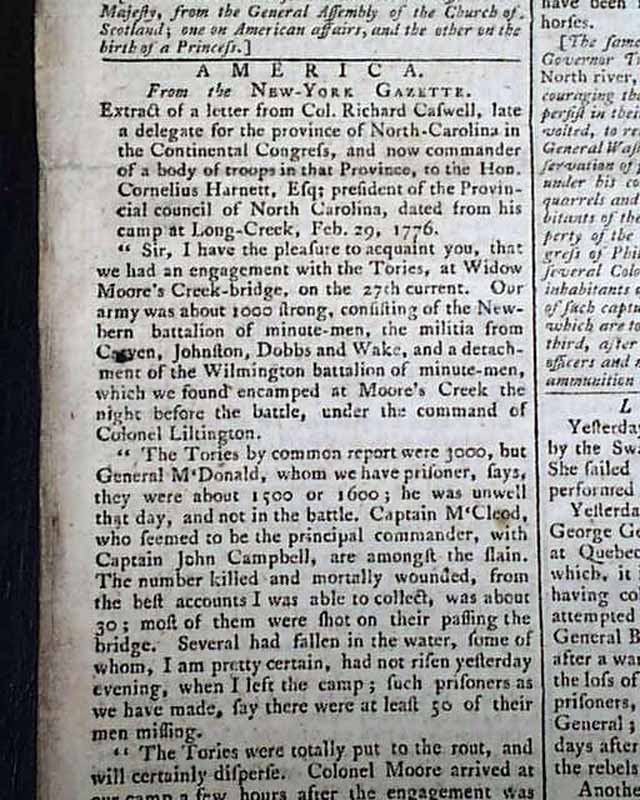 Majeſty, from the General Aſſembly of the Church of
Scotland; one on American affairs, and the other on the
birth of a Princeſs.]
AMERICA.
From the NEW-YORK GAZETTE.
Extract of a letter from Col. Richard Caſwell, late
a delegate for the province of North-Carolina in
the Continental Congreſs, and now commander
of a body of troops in that Province, to the Hon.
Cornelius Harnett, Eſq; preſident of the Provin-
cial council of North Carolina, dated from his
camp at Long-Creek, Feb. 29, 1776.
“ Sir, I have the pleaſure to acquaint you, that
we had an engagement with the Tories, at Widow
Moore's Creek-bridge, on the 27th current. Our
army was about 1000 ſtrong, conſiſting of the New-
bern battalion of minute-men, the militia from
Craven, Johnſton, Dobbs and Wake, and a detach-
ment of the Wilmington battalion of minute-men,
which we found encamped at Moore's Creek the
night before the battle, under the command of
Colonel Liltington.
“ The Tories by common report were 3000, but
General M‘Donald, whom we have priſoner, ſays,
they were about 1500 or 1600; he was unwell
that day, and not in the battle. Captain M‘Cleod,
who ſeemed to be the principal commander, with
Captain John Campbell, are amongſt the ſlain.
The number killed and mortally wounded, from
the beſt accounts I was able to collect, was about
30; moſt of them were ſhot on their paſſing the
bridge. Several had fallen in the water, ſome of
whom, I am pretty certain, had not riſen yeſterday
evening, when I left the camp; ſuch priſoners as
we have made, ſay there were at leaſt 50 of their
men miſſing.
“ The Tories were totally put to the rout, and
will certainly diſperſe. Colonel Moore arrived at
our camp a few hours after the engagement was
have been
horſes.
[The ſame
Governor
North river,
couraging the
perſiſt in their
General
ſervation of
under his
quarrels and
bitants of the
perty of the
greſs of
ſeveral
inhabitants
of ſuch
which are to
third, after
officers and
ammunition
L
Yeſterday
by the
She ſailed
performed
Yeſterday
George
at Quebec
which, it
having
attempted
General
after a
the loſs of
priſoners,
General;
days after
the rebels